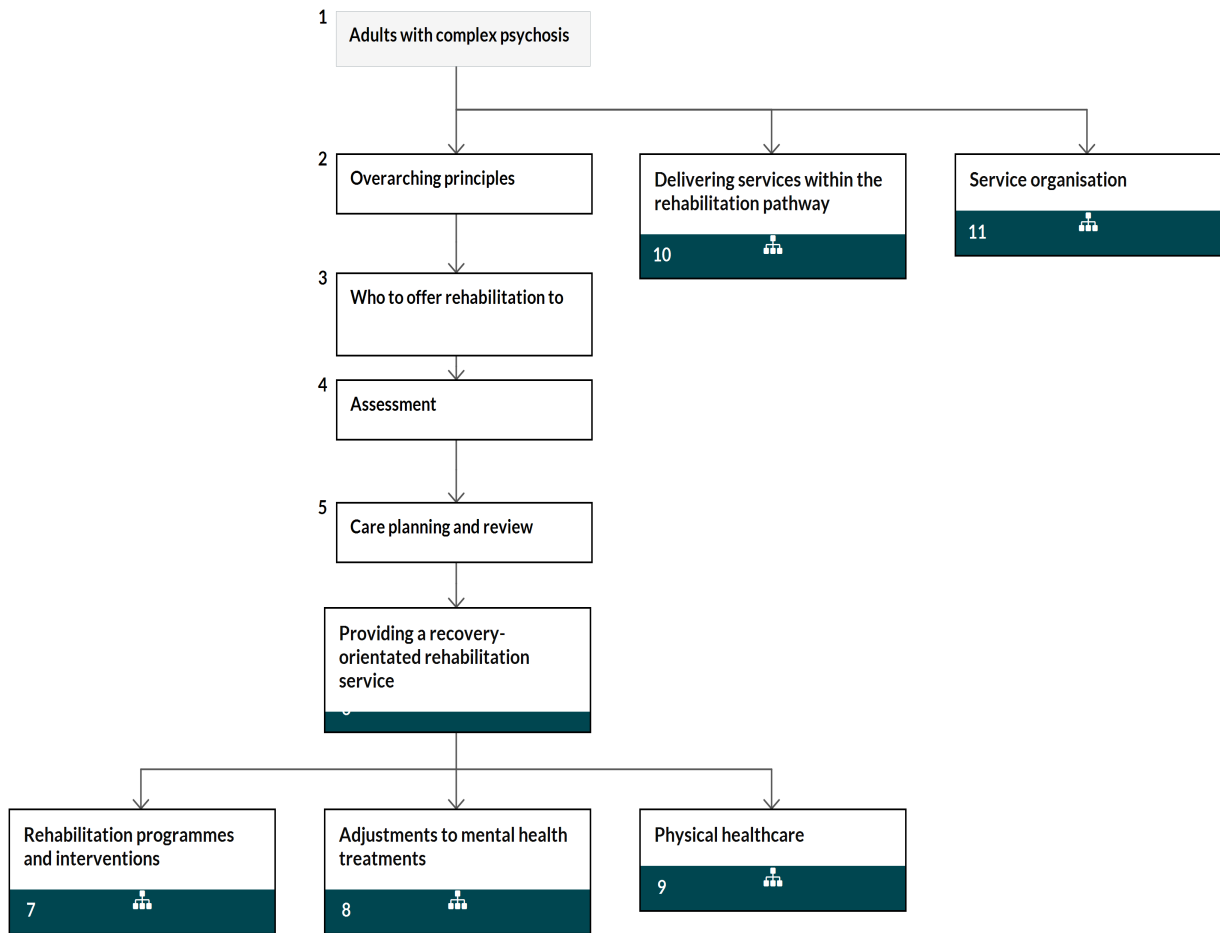 1
Adults with complex psychosis
2
Overarching principles
Delivering services within the
rehabilitation pathway
10
Service organisation
11
3
Who to offer rehabilitation to
4
Assessment
5
Care planning and review
Providing a recovery-
orientated rehabilitation
service
Rehabilitation programmes
and interventions
7
Adjustments to mental health
treatments
8
Physical healthcare
9